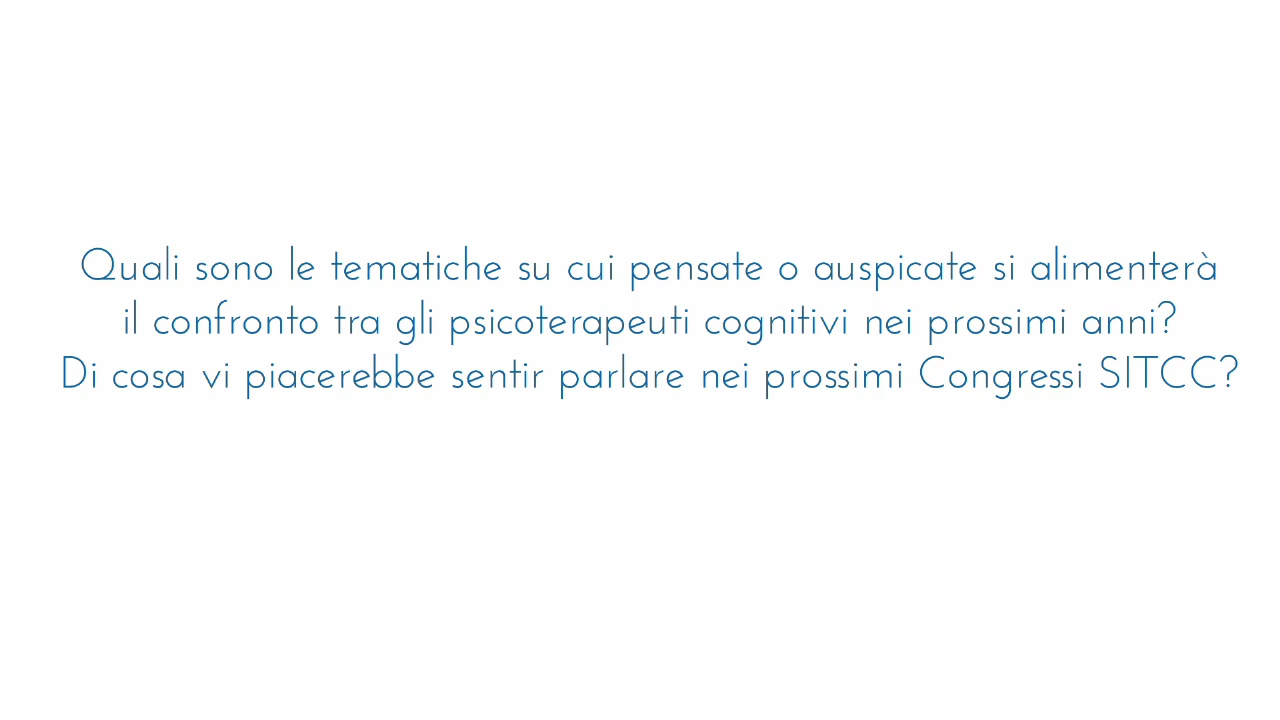 Quali sono le tematiche su cui pensate o auspicate si alimenterà
il confronto tra gli psicoterapeuti cognitivi nei prossimi anni?
Di cosa vi piacerebbe sentir parlare nei prossimi Congressi SITCC?